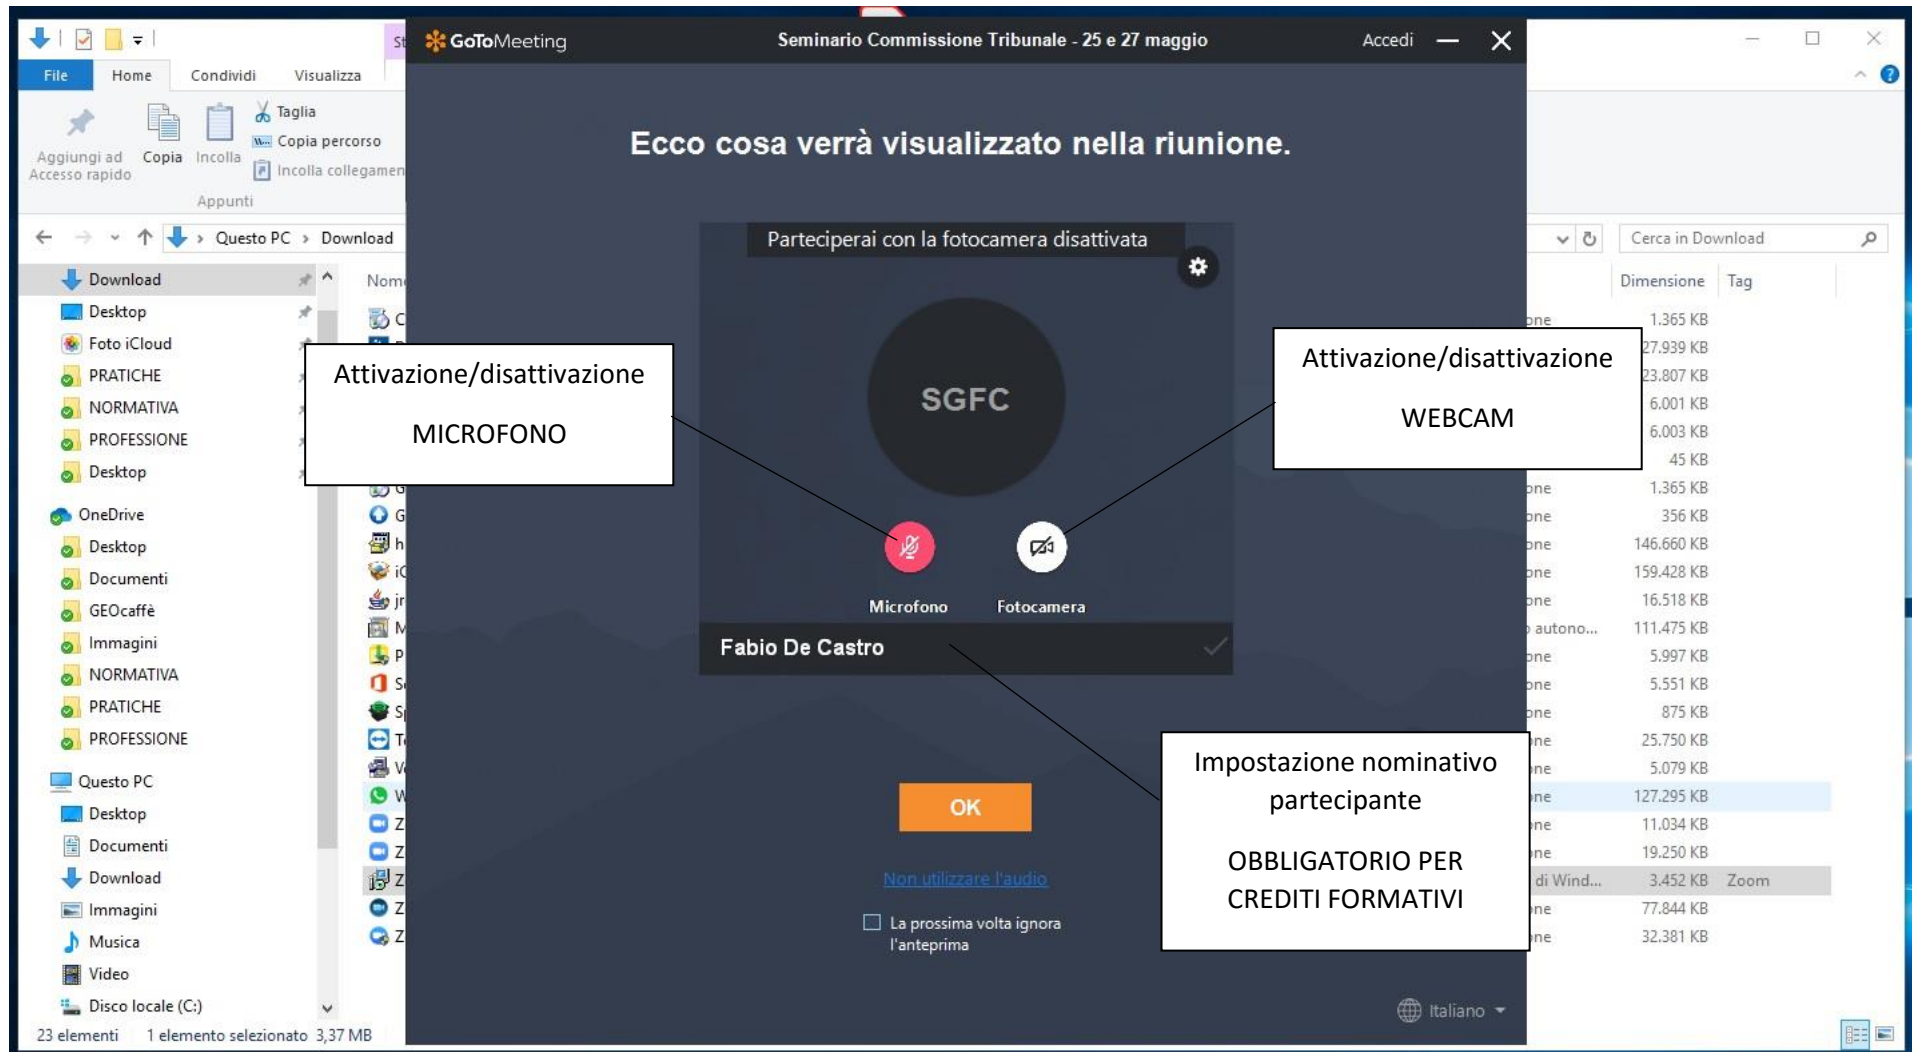 GoToMeeting
Seminario Commissione Tribunale - 25 e 27 maggio
Accedi
File Home Condividi Visualizza
Taglia
Copia percorso
Incolla collegamen
Aggiungi ad
Accesso rapido
Copia
Incolla
Appunti
Questo PC > Download
Cerca in Download
Download
Desktop
Foto iCloud
PRATICHE
NORMATIVA
PROFESSIONE
Desktop
OneDrive
Desktop
Documenti
GEOcaffè
Immagini
NORMATIVA
PRATICHE
PROFESSIONE
Questo PC
Desktop
Documenti
Download
Immagini
Musica
Video
Disco locale (C:)
23 elementi 1 elemento selezionato 3,37 MB
Ecco cosa verrà visualizzato nella riunione.
Parteciperai con la fotocamera disattivata
SGFC
Attivazione/disattivazione
MICROFONO
Attivazione/disattivazione
WEBCAM
Microfono Fotocamera
Fabio De Castro
Impostazione nominativo
partecipante
OBBLIGATORIO PER
CREDITI FORMATIVI
OK
Non utilizzare l'audio
La prossima volta ignora
l'anteprima
Italiano
Dimensione Tag
1.365 KB
27.939 KB
23.807 KB
6.001 KB
6.003 KB
45 KB
1.365 KB
356 KB
146.660 KB
159.428 KB
16.518 KB
autono... 111.475 KB
5.997 KB
5.551 KB
875 KB
25.750 KB
5.079 KB
127.295 KB
11.034 KB
19.250 KB
di Wind... 3.452 KB Zoom
77.844 KB
32.381 KB